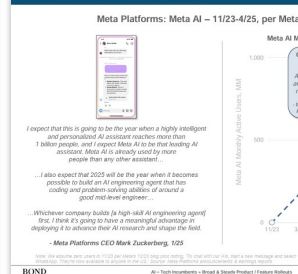 Meta Platforms: Meta AI – 11/23-4/25, per Meta
Meta AI M
1,000
500
0
11/23
Meta AI Monthly Active Users, MM
I expect that this is going to be the year when a highly intelligent
and personalized AI assistant reaches more than
1 billion people, and I expect Meta AI to be that leading AI
assistant. Meta AI is already used by more
people than any other assistant…
…I also expect that 2025 will be the year when it becomes
possible to build an AI engineering agent that has
coding and problem-solving abilities of around a
good mid-level engineer…
…Whichever company builds [a high-skill AI engineering agent]
first, I think it's going to have a meaningful advantage in
deploying it to advance their AI research and shape the field.
- Meta Platforms CEO Mark Zuckerberg, 1/25
BOND
AI – Tech Incumbents = Broad & Steady Product / Feature Rollou